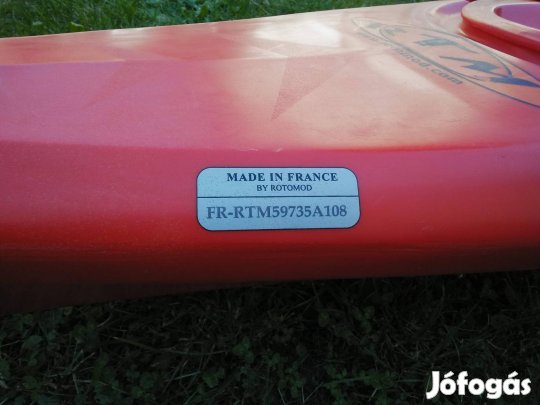 MADE IN FRANCE
BY ROTOMOD
FR-RTM59735A108
Jófogás